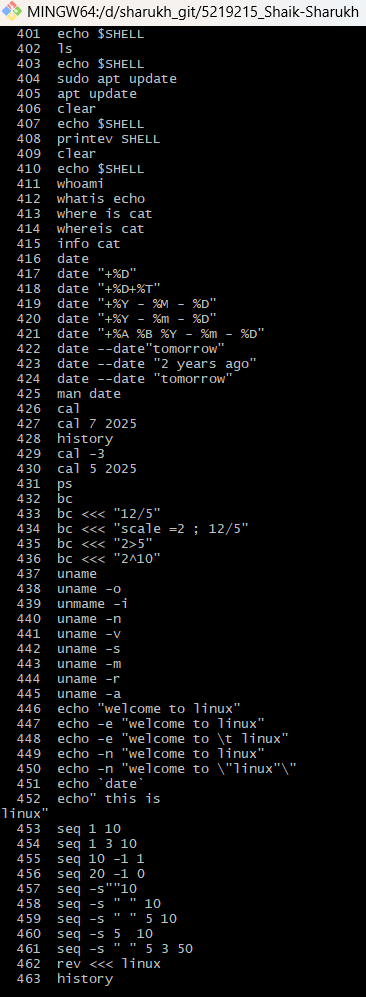 MINGW64:/d/sharukh_git/5219215_Shaik-Sharukh
401 echo $SHELL
402 ls
403 echo $SHELL
404 sudo apt update
405 apt update
406 clear
407 echo $SHELL
408 printev SHELL
409 clear
410 echo $SHELL
411 whoami
412 whatis echo
413 where is cat
414 whereis cat
415 info cat
416 date
417 date "+%D"
418 date "+%D+%T"
419 date "+%Y - %M - %D"
420 date "+%Y - %m - %D"
421 date "+%A %B %Y - %m - %D"
422 date --date"tomorrow"
423 date --date "2 years ago"
424 date --date "tomorrow"
425 man date
426 cal
427 cal 7 2025
428 history
429 cal -3
430 cal 5 2025
431 ps
432 bc
433 bc <<< "12/5"
434 bc <<< "scale =2 ; 12/5"
435 bc <<< "2>5"
436 bc <<< "2^10"
437 uname
438 uname -o
439 unmame -i
440 uname -n
441 uname -v
442 uname -s
443 uname -m
444 uname -r
445 uname -a
446 echo "welcome to linux"
447 echo -e "welcome to linux"
448 echo -e "welcome to \t linux"
449 echo -n "welcome to linux"
450 echo -n "welcome to \"linux"\"
451 echo `date`
452 echo" this is
linux"
453 seq 1 10
454 seq 1 3 10
455 seq 10 -1 1
456 seq 20 -1 0
457 seq -s""10
458 seq -s " " 10
459 seq -s " " 5 10
460 seq -s 5  10
461 seq -s " " 5 3 50
462 rev <<< linux
463 history